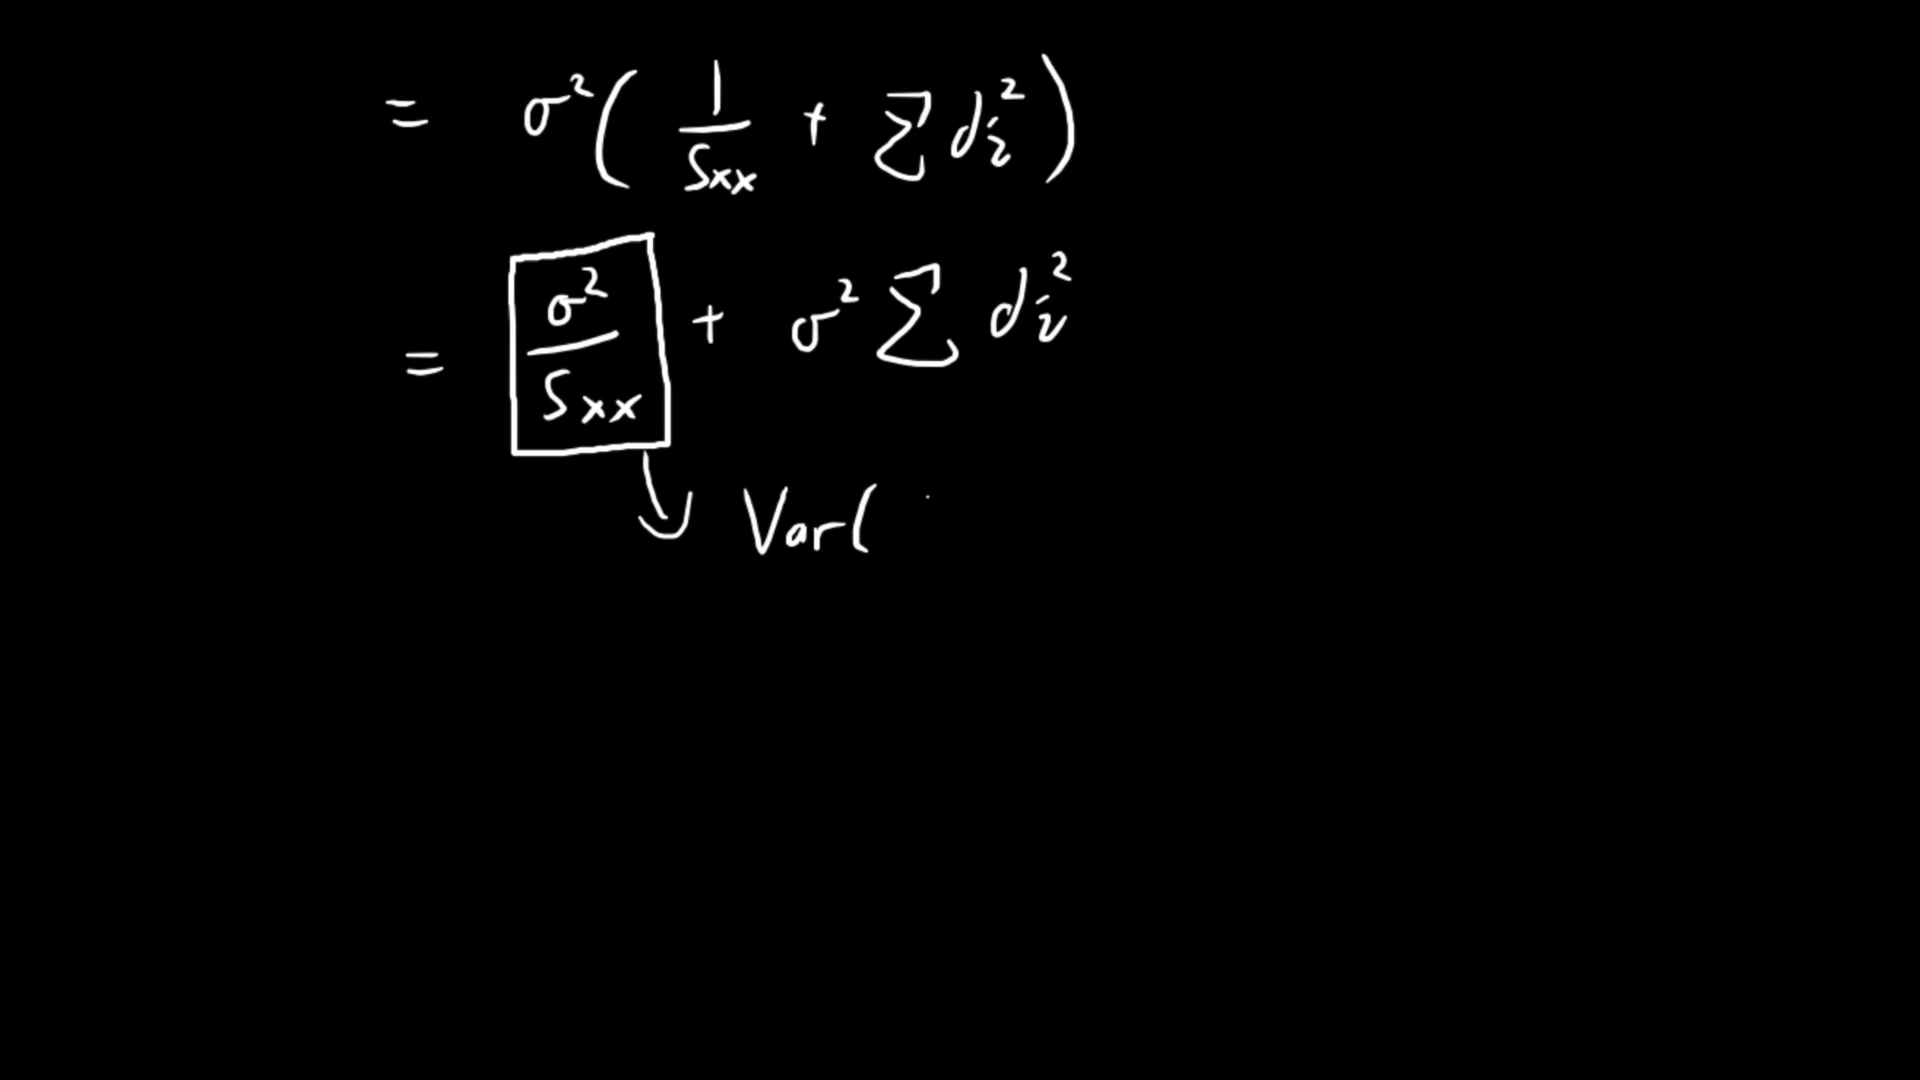 = σ² ( 1/Sxx + Σ dᵢ² )
= σ²/Sxx + σ² Σ dᵢ²
Var(